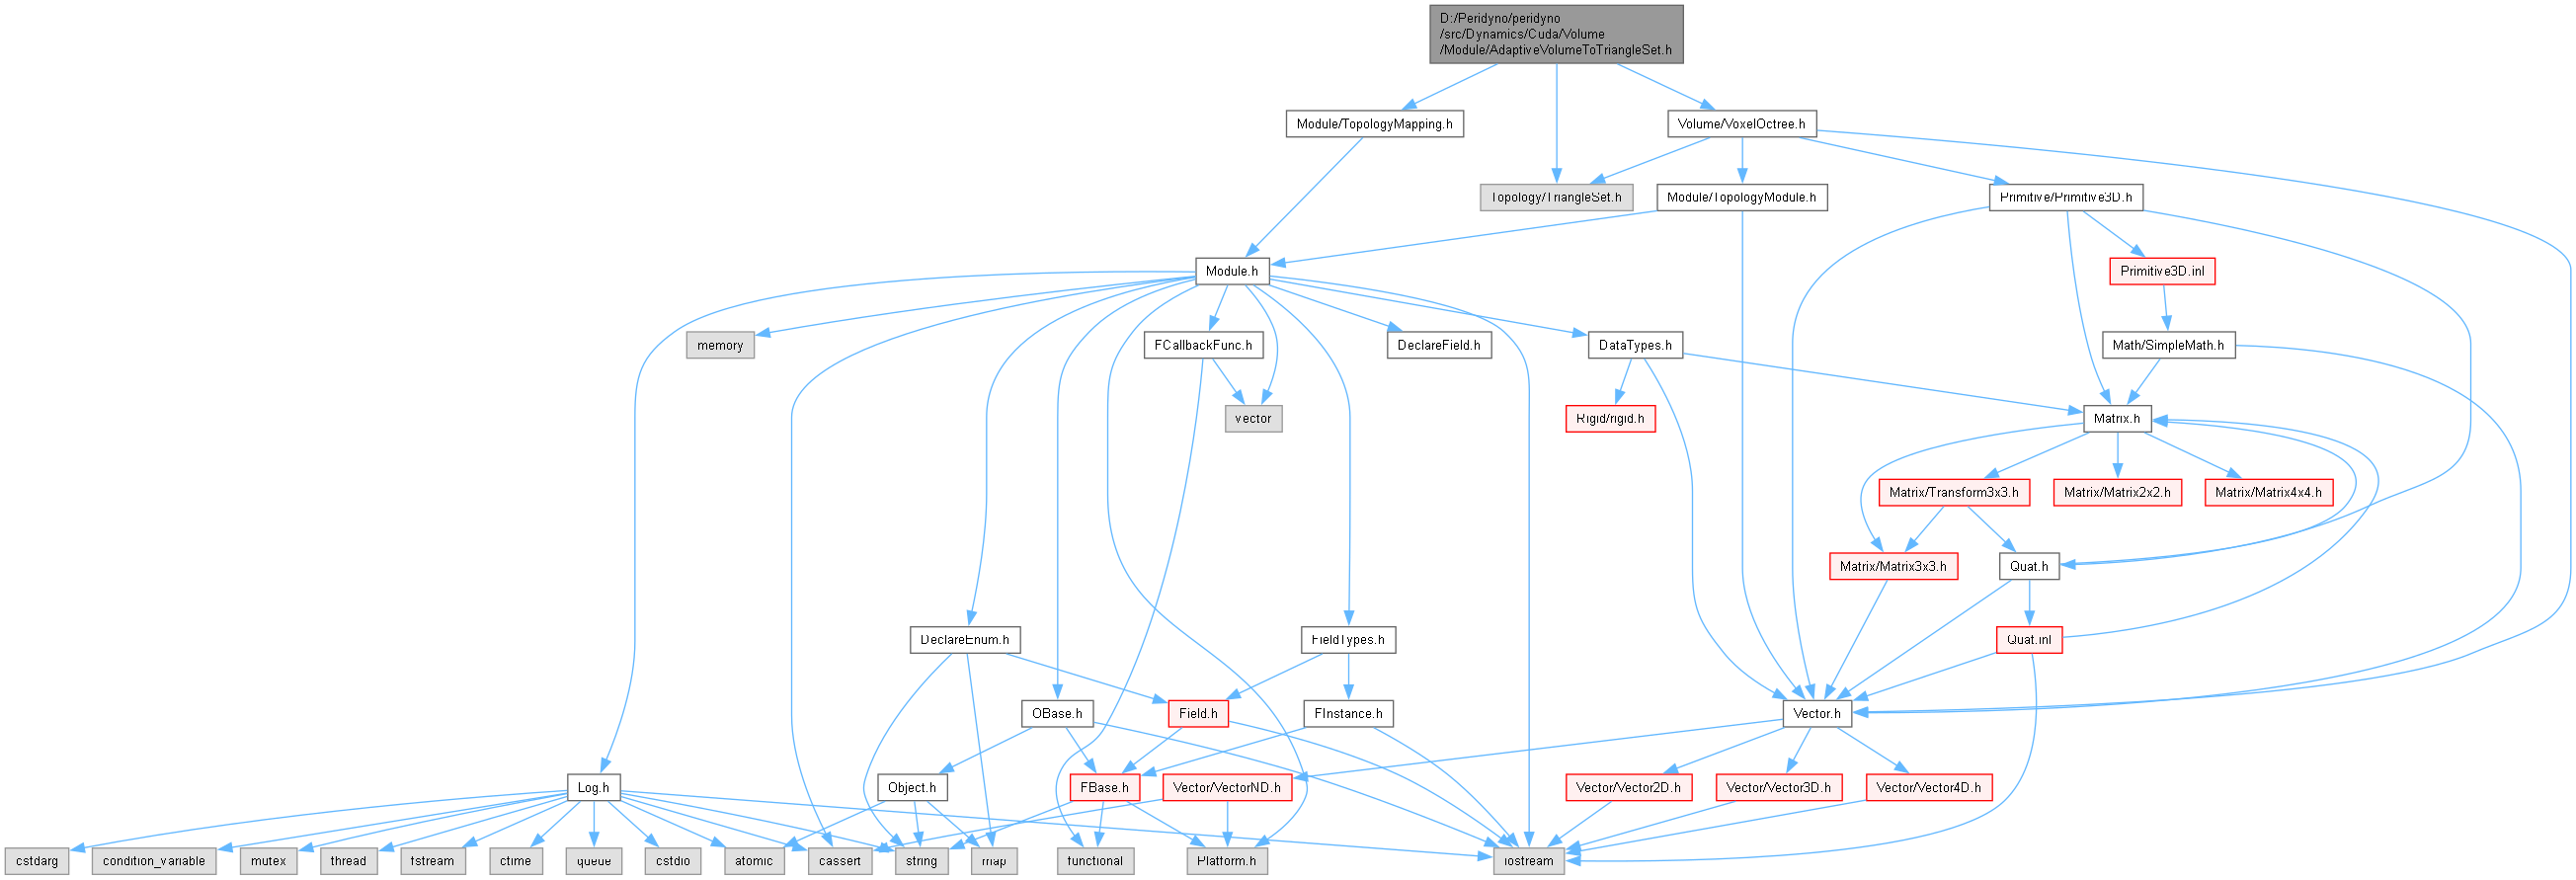 D:/Peridyno/peridyno
/src/Dynamics/Cuda/Volume
/Module/AdaptiveVolumeToTriangleSet.h
Module/TopologyMapping.h
Volume/VoxelOctree.h
Topology/TriangleSet.h
Module/TopologyModule.h
Primitive/Primitive3D.h
Module.h
Primitive3D.inl
memory
FCallbackFunc.h
DeclareField.h
DataTypes.h
Math/SimpleMath.h
vector
Rigid/rigid.h
Matrix.h
Matrix/Transform3x3.h
Matrix/Matrix2x2.h
Matrix/Matrix4x4.h
Matrix/Matrix3x3.h
Quat.h
DeclareEnum.h
FieldTypes.h
Quat.inl
OBase.h
Field.h
FInstance.h
Vector.h
Log.h
Object.h
FBase.h
Vector/VectorND.h
Vector/Vector2D.h
Vector/Vector3D.h
Vector/Vector4D.h
cstdarg
condition_variable
mutex
thread
fstream
ctime
queue
cstdio
atomic
cassert
string
map
functional
Platform.h
iostream